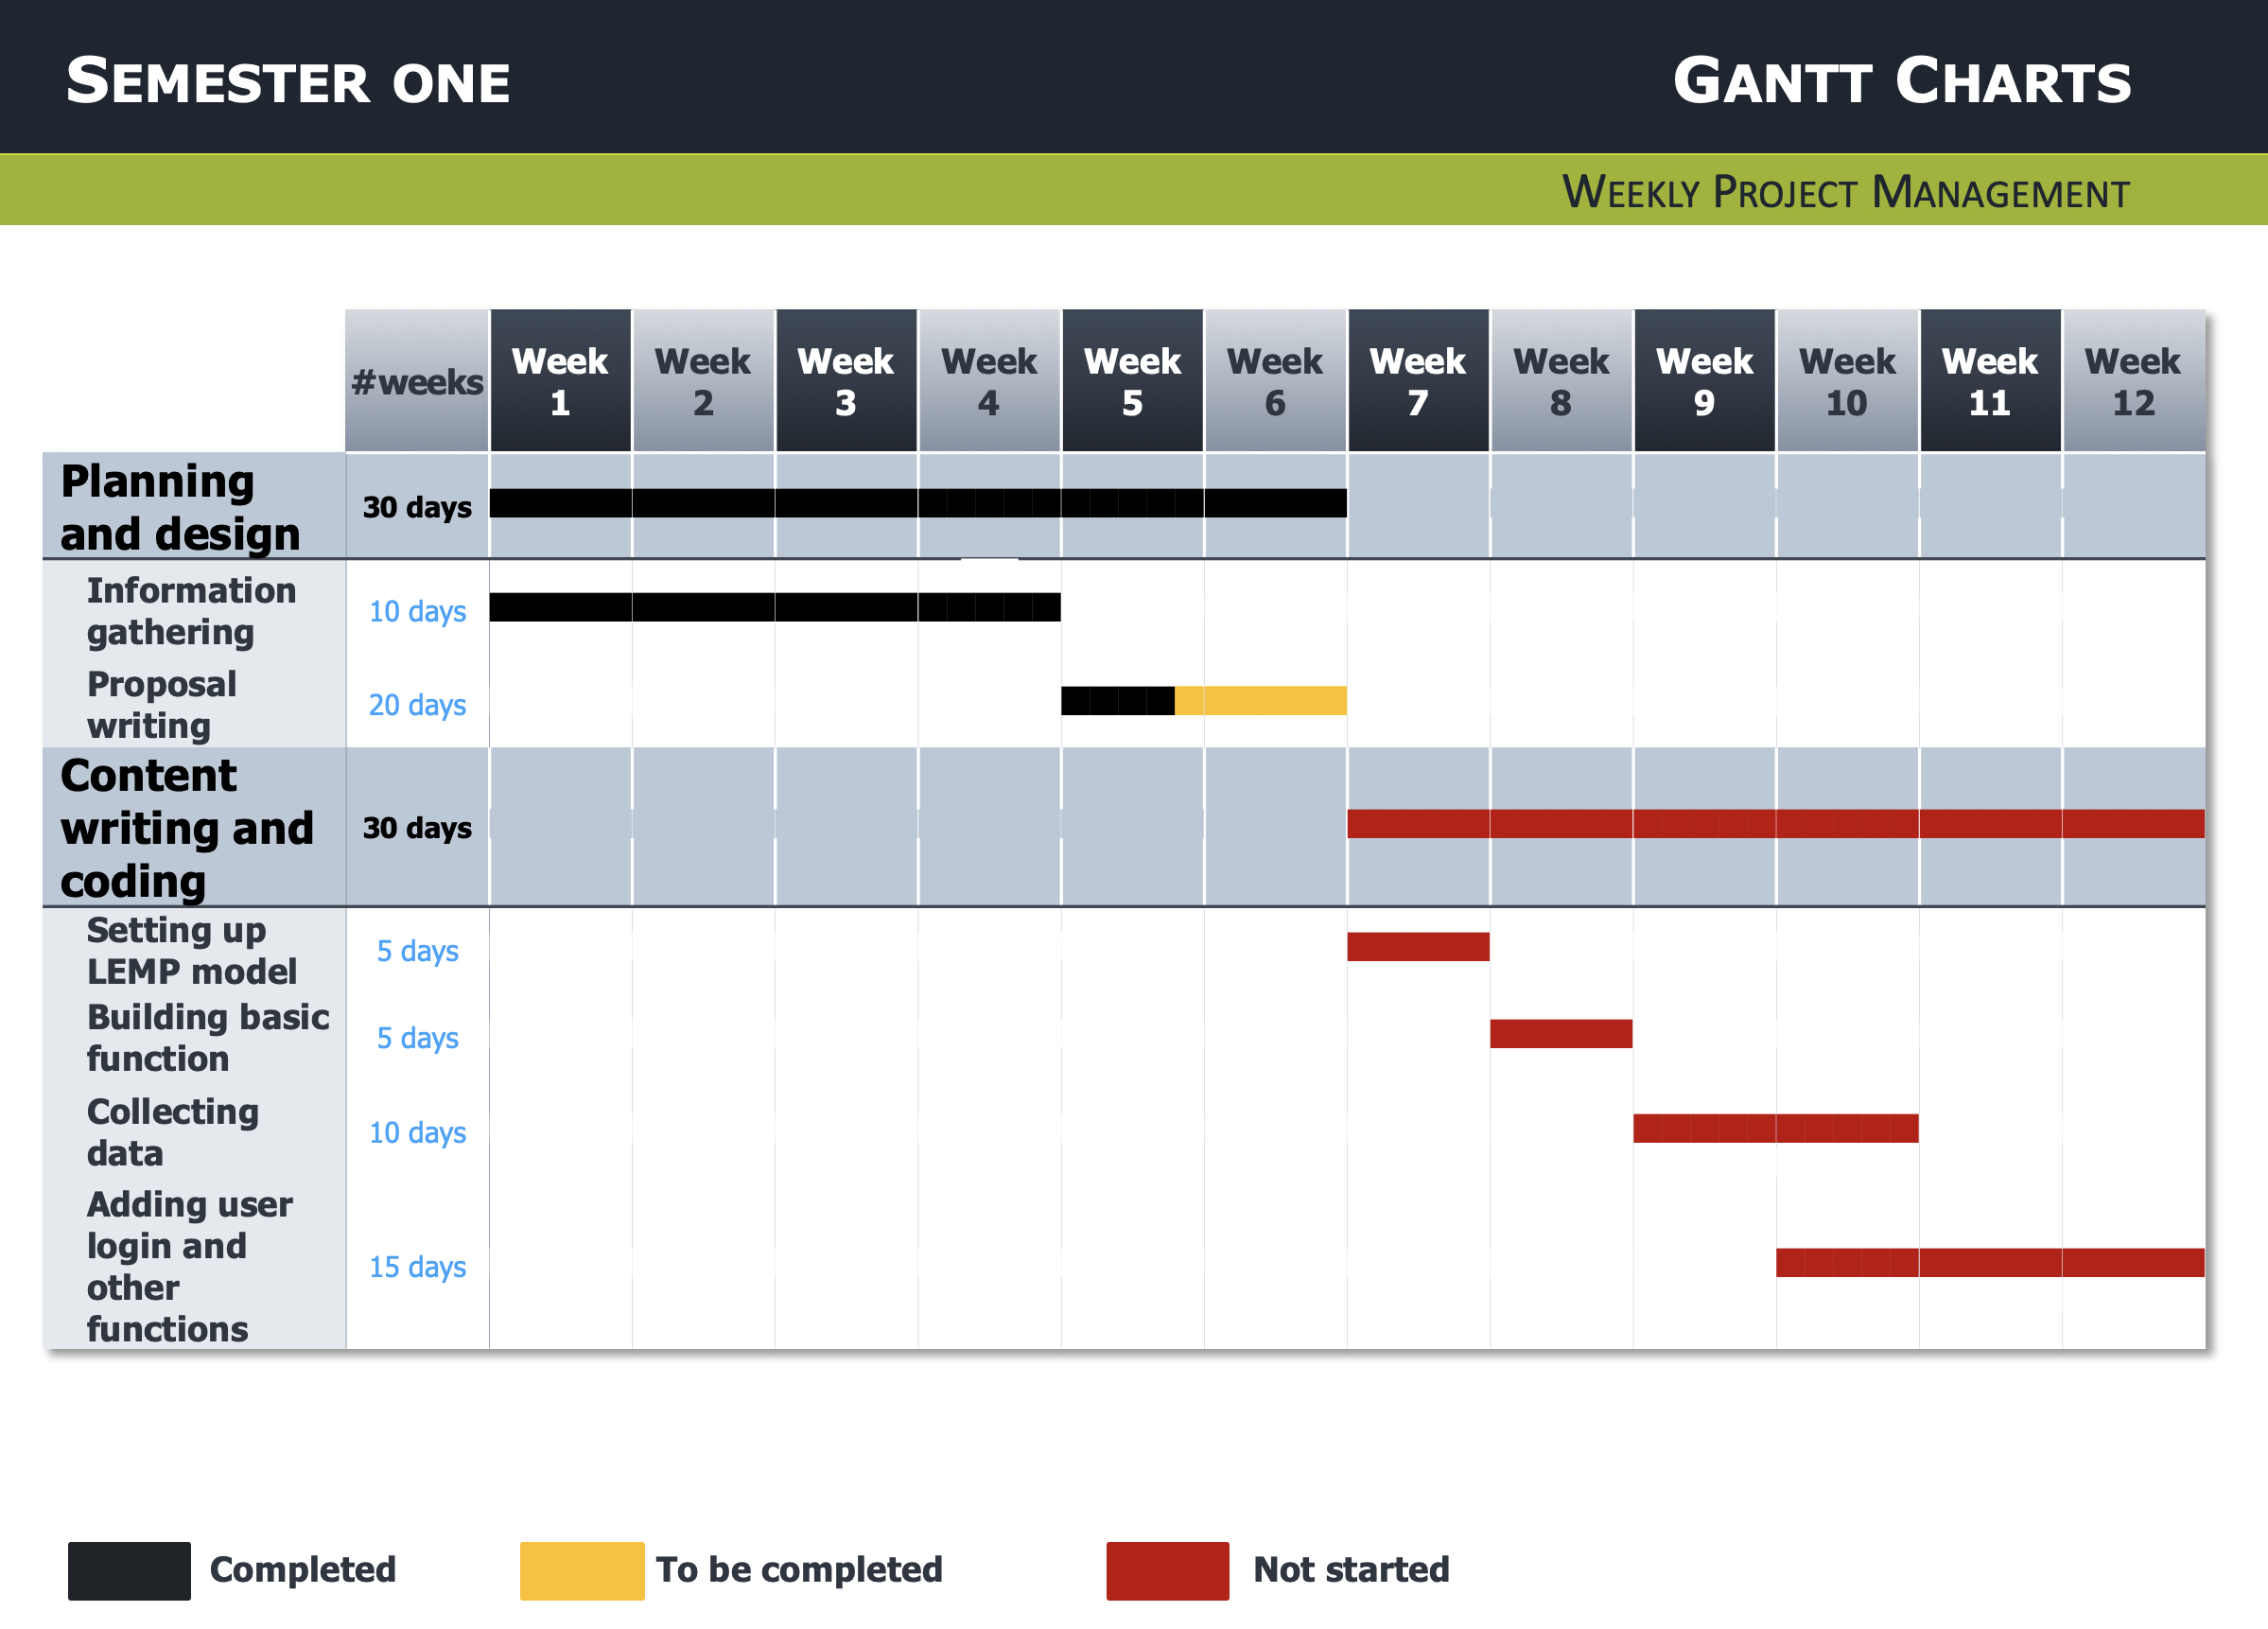 SEMESTER ONE
GANTT CHARTS
WEEKLY PROJECT MANAGEMENT
#weeks
Week 1
Week 2
Week 3
Week 4
Week 5
Week 6
Week 7
Week 8
Week 9
Week 10
Week 11
Week 12
Planning
and design
30 days
Information
gathering
10 days
Proposal
writing
20 days
Content
writing and
coding
30 days
Setting up
LEMP model
5 days
Building basic
function
5 days
Collecting
data
10 days
Adding user
login and
other
functions
15 days
Completed
To be completed
Not started